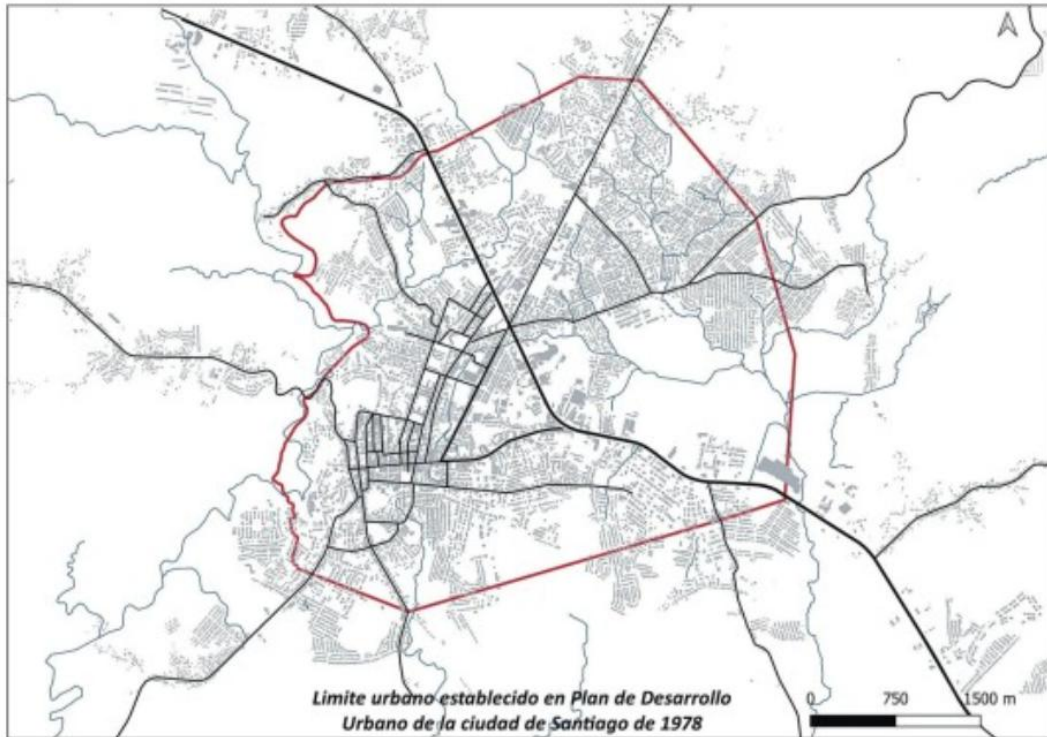 Limite urbano establecido en Plan de Desarrollo
Urbano de la ciudad de Santiago de 1978
0 750 1500 m